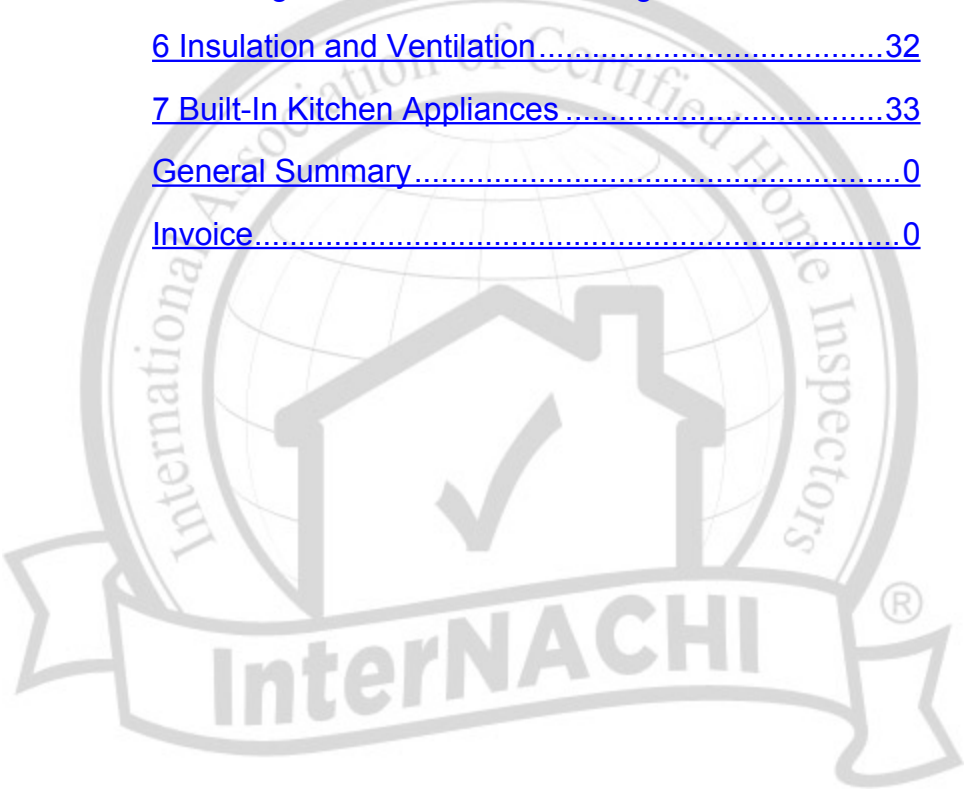 6 Insulation and Ventilation........................................32
7 Built-In Kitchen Appliances.....................................33
General Summary........................................................0
Invoice...........................................................................0
International Association of Certified Home Inspectors
®
InterNACHI